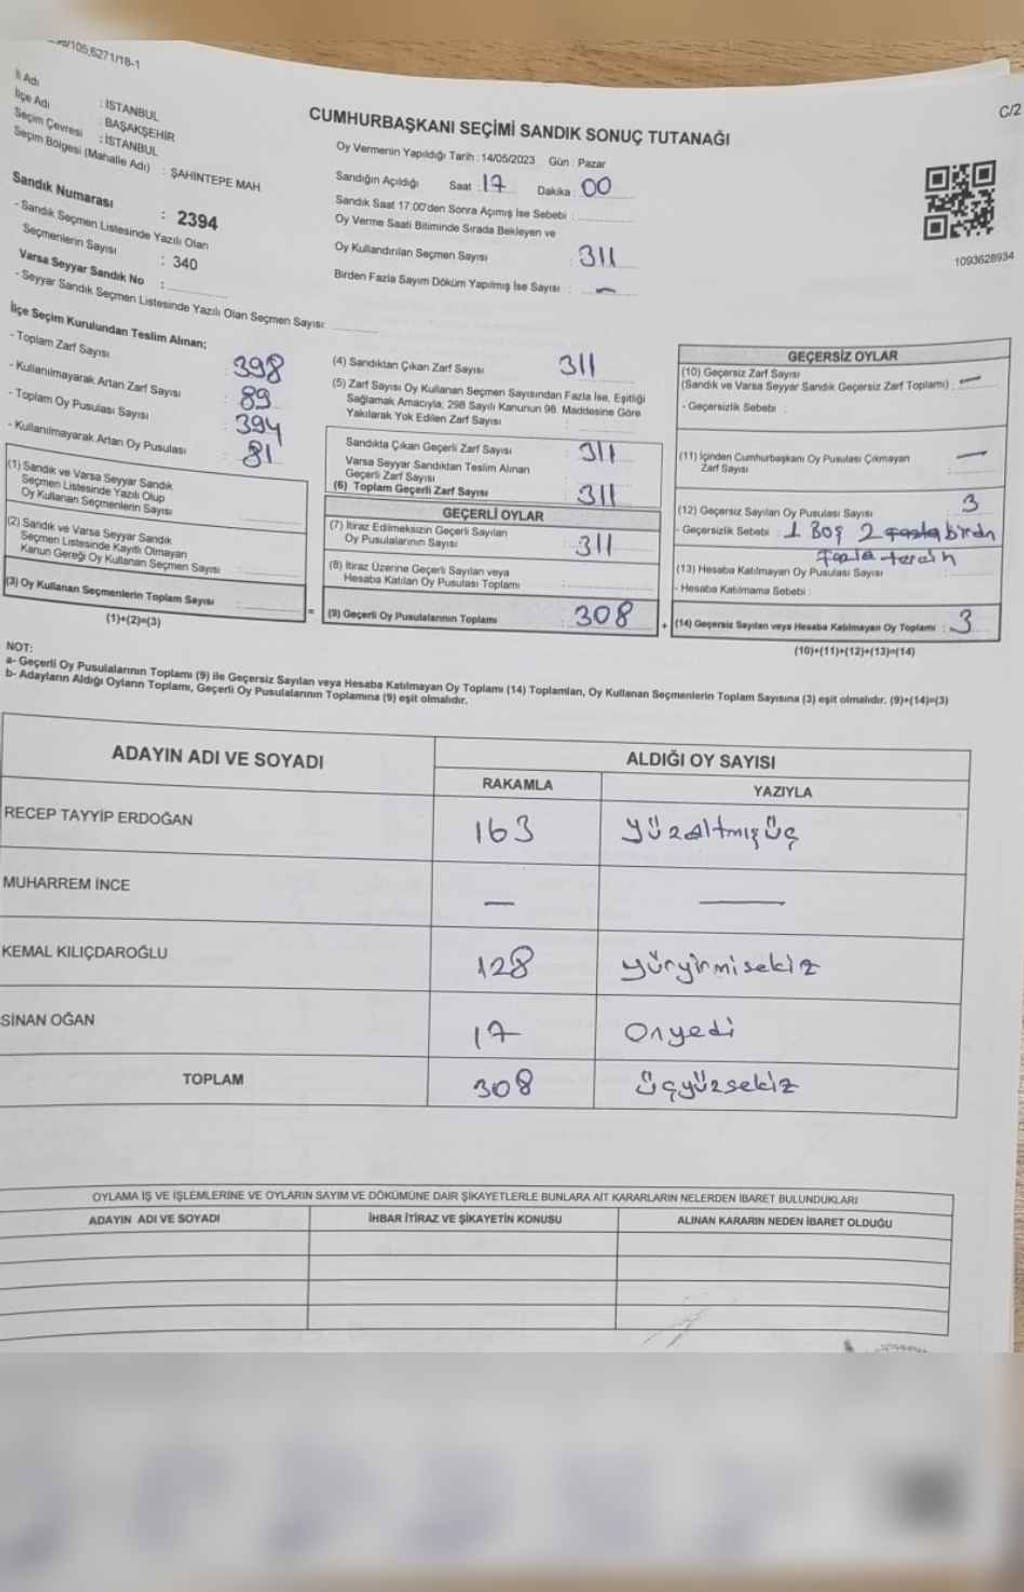 /105,6271/18-1
C/2
İl Adı : İSTANBUL
İlçe Adı : BAŞAKŞEHİR
Seçim Çevresi : İSTANBUL
Seçim Bölgesi (Mahalle Adı) : ŞAHİNTEPE MAH
Sandık Numarası : 2394
- Sandık Seçmen Listesinde Yazılı Olan
Seçmenlerin Sayısı : 340
Varsa Seyyar Sandık No :
- Seyyar Sandık Seçmen Listesinde Yazılı Olan Seçmen Sayısı:
CUMHURBAŞKANI SEÇİMİ SANDIK SONUÇ TUTANAĞI
Oy Vermenin Yapıldığı Tarih : 14/05/2023 Gün : Pazar
Sandığın Açıldığı Saat : 17 Dakika : 00
Sandık Saat 17:00'den Sonra Açılmış İse Sebebi :
Oy Verme Saati Bitiminde Sırada Bekleyen ve
Oy Kullandırılan Seçmen Sayısı : 311
Birden Fazla Sayım Döküm Yapılmış İse Sayısı : —
1093628934
İlçe Seçim Kurulundan Teslim Alınan;
- Toplam Zarf Sayısı : 398
- Kullanılmayarak Artan Zarf Sayısı : 89
- Toplam Oy Pusulası Sayısı : 394
- Kullanılmayarak Artan Oy Pusulası : 81
(1) Sandık ve Varsa Seyyar Sandık
Seçmen Listesinde Yazılı Olup
Oy Kullanan Seçmenlerin Sayısı :
(2) Sandık ve Varsa Seyyar Sandık
Seçmen Listesinde Kayıtlı Olmayan
Kanun Gereği Oy Kullanan Seçmen Sayısı :
(3) Oy Kullanan Seçmenlerin Toplam Sayısı :
(1)+(2)=(3)
(4) Sandıktan Çıkan Zarf Sayısı : 311
(5) Zarf Sayısı Oy Kullanan Seçmen Sayısından Fazla İse, Eşitliği
Sağlamak Amacıyla; 298 Sayılı Kanunun 98. Maddesine Göre
Yakılarak Yok Edilen Zarf Sayısı :
Sandıkta Çıkan Geçerli Zarf Sayısı : 311
Varsa Seyyar Sandıktan Teslim Alınan
Geçerli Zarf Sayısı :
(6) Toplam Geçerli Zarf Sayısı : 311
GEÇERLİ OYLAR
(7) İtiraz Edilmeksizin Geçerli Sayılan
Oy Pusulalarının Sayısı : 311
(8) İtiraz Üzerine Geçerli Sayılan veya
Hesaba Katılan Oy Pusulası Toplamı :
= (9) Geçerli Oy Pusulalarının Toplamı : 308
GEÇERSİZ OYLAR
(10) Geçersiz Zarf Sayısı
(Sandık ve Varsa Seyyar Sandık Geçersiz Zarf Toplamı) : —
- Geçersizlik Sebebi :
(11) İçinden Cumhurbaşkanı Oy Pusulası Çıkmayan
Zarf Sayısı : —
(12) Geçersiz Sayılan Oy Pusulası Sayısı : 3
- Geçersizlik Sebebi : 1 Boş 2 birdn
fazla tercih
(13) Hesaba Katılmayan Oy Pusulası Sayısı :
- Hesaba Katılmama Sebebi :
+ (14) Geçersiz Sayılan veya Hesaba Katılmayan Oy Toplamı : 3
(10)+(11)+(12)+(13)=(14)
NOT:
a- Geçerli Oy Pusulalarının Toplamı (9) ile Geçersiz Sayılan veya Hesaba Katılmayan Oy Toplamı (14) Toplamları, Oy Kullanan Seçmenlerin Toplam Sayısına (3) eşit olmalıdır. (9)+(14)=(3)
b- Adayların Aldığı Oyların Toplamı, Geçerli Oy Pusulalarının Toplamına (9) eşit olmalıdır.
ADAYIN ADI VE SOYADI ALDIĞI OY SAYISI
RAKAMLA YAZIYLA
RECEP TAYYİP ERDOĞAN 163 yüzaltmışüç
MUHARREM İNCE — —
KEMAL KILIÇDAROĞLU 128 yüryirmisekiz
SİNAN OĞAN 17 Onyedi
TOPLAM 308 üçyüzsekiz
OYLAMA İŞ VE İŞLEMLERİNE VE OYLARIN SAYIM VE DÖKÜMÜNE DAİR ŞİKAYETLERLE BUNLARA AİT KARARLARIN NELERDEN İBARET BULUNDUKLARI
ADAYIN ADI VE SOYADI İHBAR İTİRAZ VE ŞİKAYETİN KONUSU ALINAN KARARIN NEDEN İBARET OLDUĞU